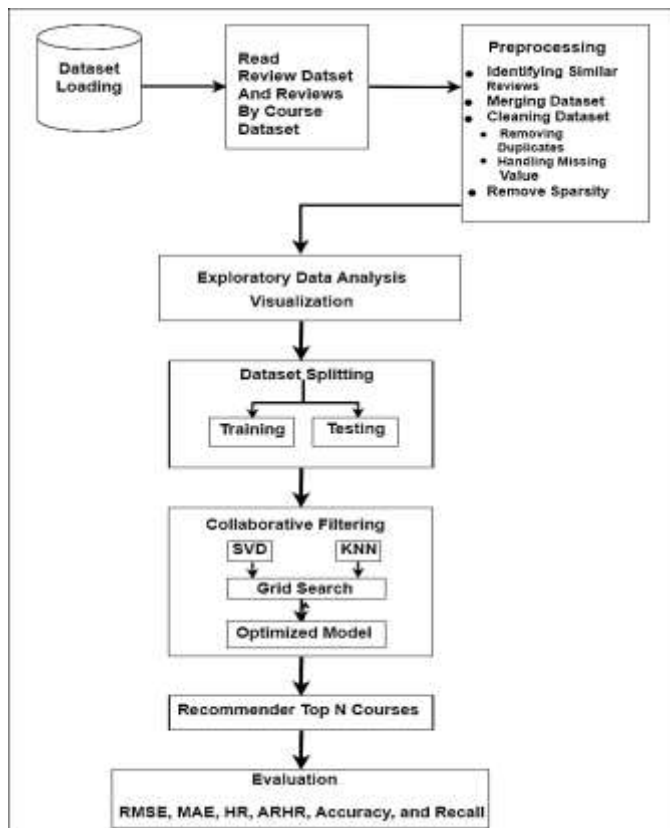 Dataset
Loading
Read
Review Datset
And Reviews
By Course
Dataset
Preprocessing
Identifying Similar
Reviews
Merging Dataset
Cleaning Dataset
Removing
Duplicates
Handling Missing
Value
Remove Sparsity
Exploratory Data Analysis
Visualization
Dataset Splitting
Training
Testing
Collaborative Filtering
SVD
KNN
Grid Search
Optimized Model
Recommender Top N Courses
Evaluation
RMSE, MAE, HR, ARHR, Accuracy, and Recall